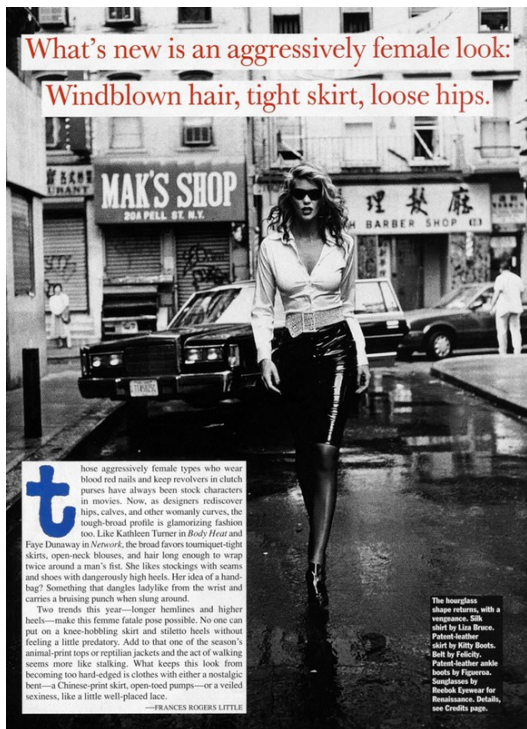 What's new is an aggressively female look:
Windblown hair, tight skirt, loose hips.
MAK'S SHOP
20A PELL ST. N.Y.
URANT
理髮廳
H BARBER SHOP
those aggressively female types who wear
blood red nails and keep revolvers in clutch
purses have always been stock characters
in movies. Now, as designers rediscover
hips, calves, and other womanly curves, the
tough-broad profile is glamorizing fashion
too. Like Kathleen Turner in Body Heat and
Faye Dunaway in Network, the broad favors tourniquet-tight
skirts, open-neck blouses, and hair long enough to wrap
twice around a man's fist. She likes stockings with seams
and shoes with dangerously high heels. Her idea of a hand-
bag? Something that dangles ladylike from the wrist and
carries a bruising punch when slung around.
Two trends this year—longer hemlines and higher
heels—make this femme fatale pose possible. No one can
put on a knee-hobbling skirt and stiletto heels without
feeling a little predatory. Add to that one of the season's
animal-print tops or reptilian jackets and the act of walking
seems more like stalking. What keeps this look from
becoming too hard-edged is clothes with either a nostalgic
bent—a Chinese-print skirt, open-toed pumps—or a veiled
sexiness, like a little well-placed lace.
—FRANCES ROGERS LITTLE
The hourglass
shape returns, with a
vengeance. Silk
shirt by Liza Bruce.
Patent-leather
skirt by Kitty Boots.
Belt by Felicity.
Patent-leather ankle
boots by Figueroa.
Sunglasses by
Reebok Eyewear for
Renaissance. Details,
see Credits page.